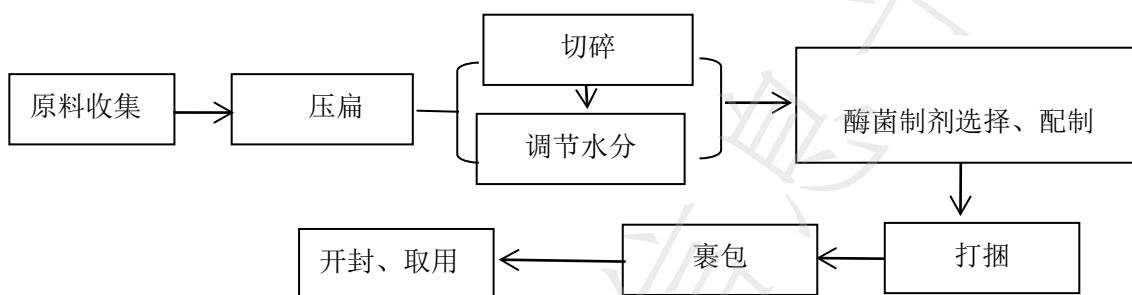 原料收集
压扁
切碎
调节水分
酶菌制剂选择、配制
打捆
裹包
开封、取用